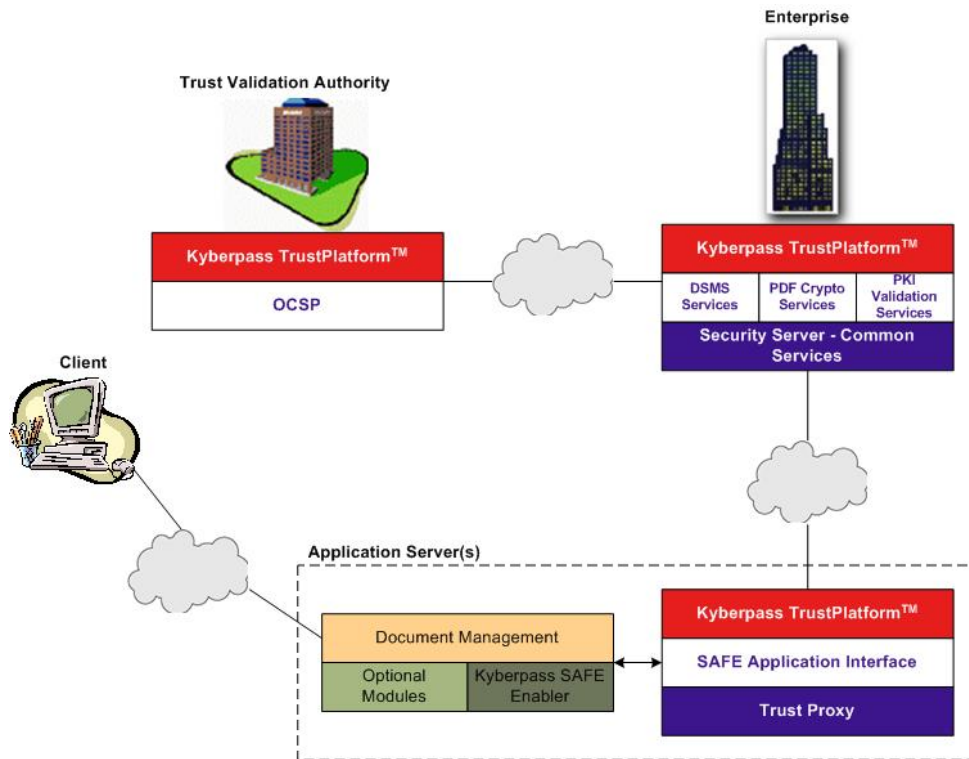 Enterprise
Trust Validation Authority
Kyberpass TrustPlatform™
OCSP
Kyberpass TrustPlatform™
DSMS
Services
PDF Crypto
Services
PKI
Validation
Services
Security Server - Common
Services
Client
Application Server(s)
Document Management
Optional
Modules
Kyberpass SAFE
Enabler
Kyberpass TrustPlatform™
SAFE Application Interface
Trust Proxy